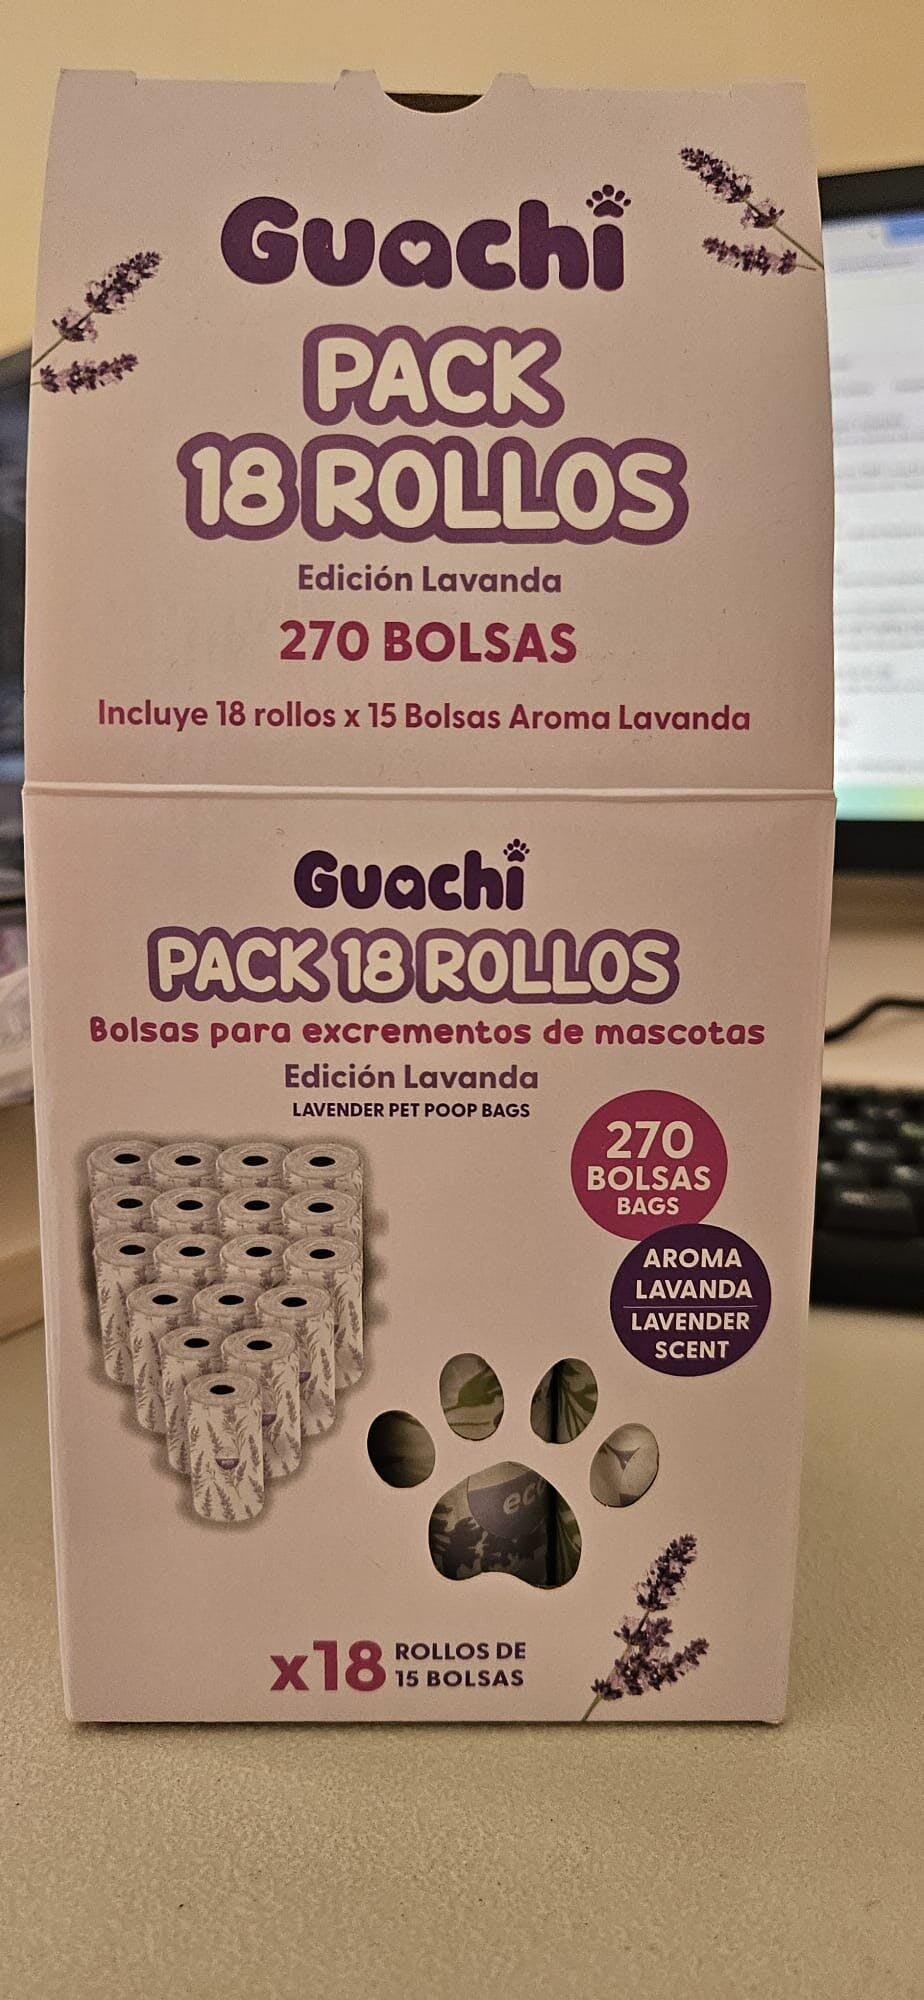 Guachi
PACK
18 ROLLOS
Edición Lavanda
270 BOLSAS
Incluye 18 rollos x 15 Bolsas Aroma Lavanda
Guachi
PACK 18 ROLLOS
Bolsas para excrementos de mascotas
Edición Lavanda
LAVENDER PET POOP BAGS
270
BOLSAS
BAGS
AROMA
LAVANDA
LAVENDER
SCENT
x18
ROLLOS DE
15 BOLSAS